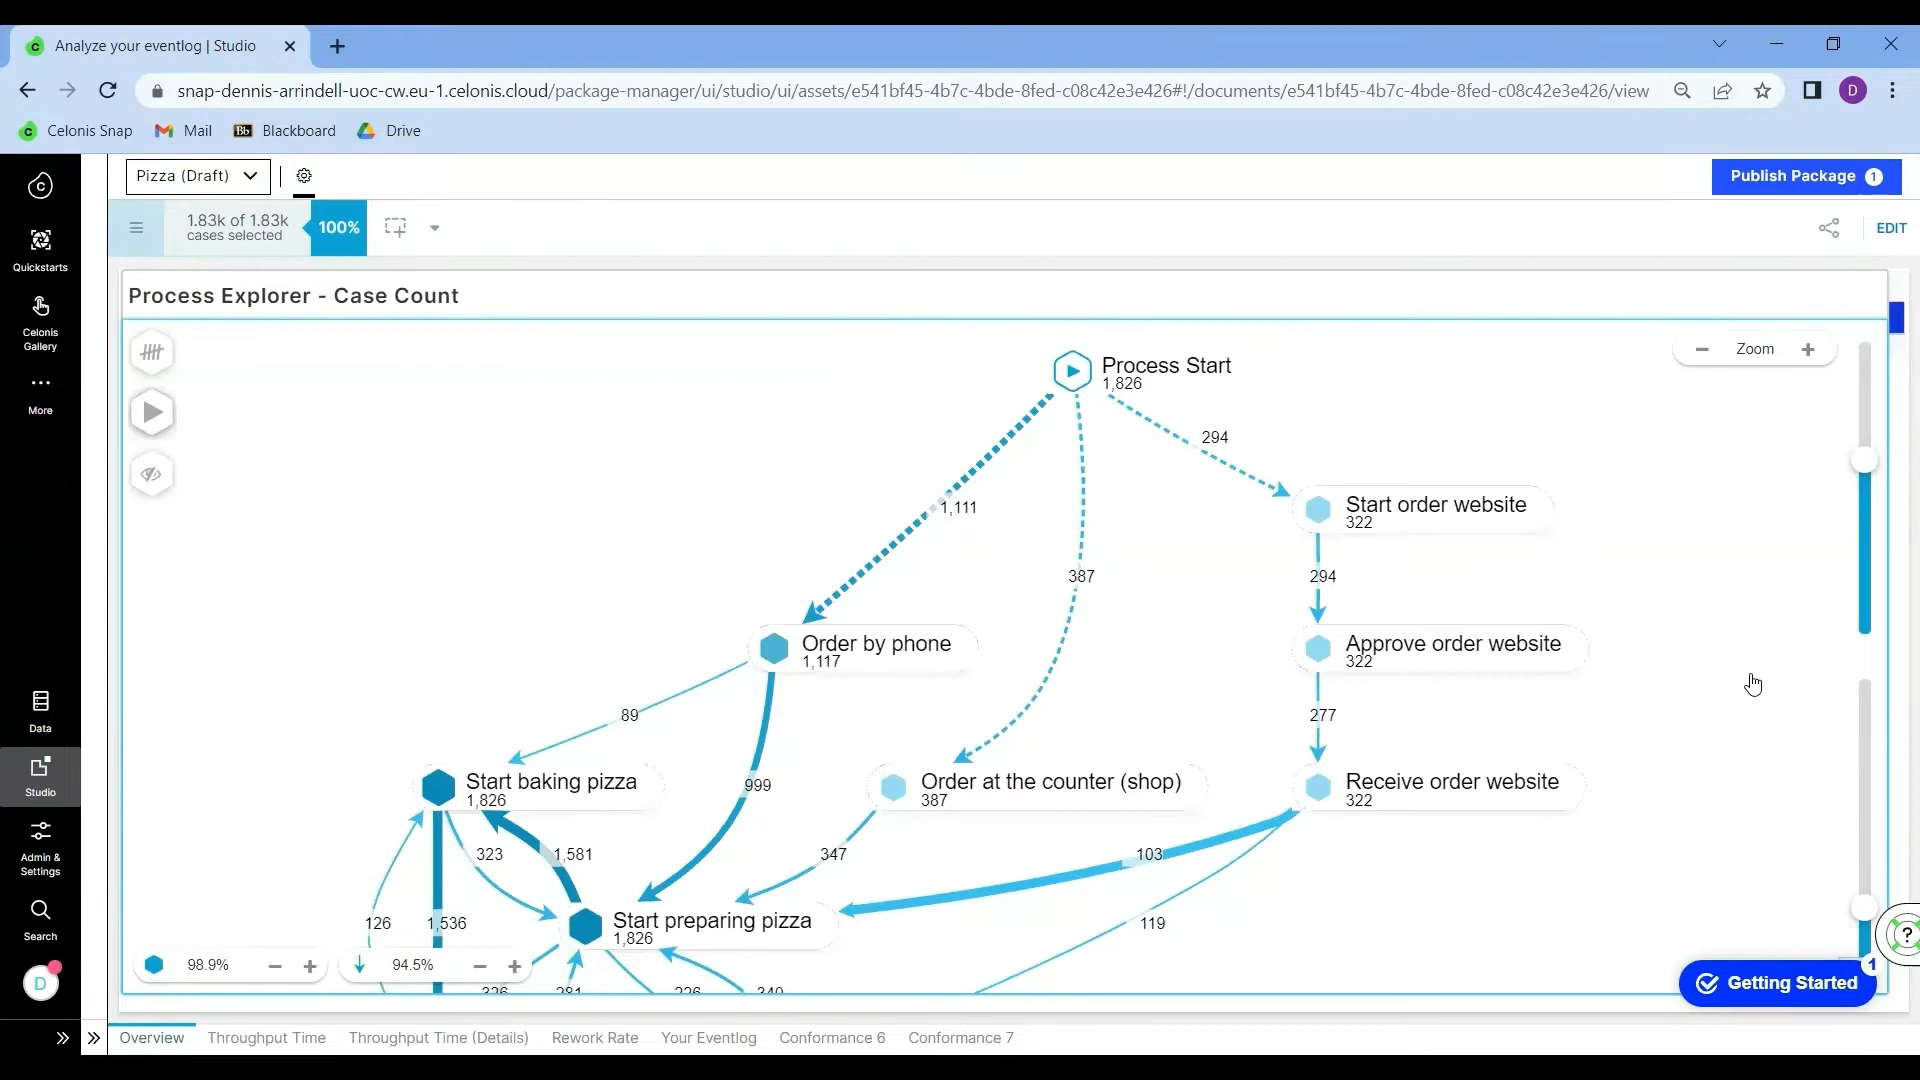 Analyze your eventlog | Studio
snap-dennis-arrindell-uoc-cw.eu-1.celonis.cloud/package-manager/ui/studio/ui/assets/e541bf45-4b7c-4bde-8fed-c08c42e3e426#!/documents/e541bf45-4b7c-4bde-8fed-c08c42e3e426/view
D
Celonis Snap
Mail
Bb
Blackboard
Drive
Pizza (Draft)
Publish Package 1
1.83k of 1.83k
cases selected
100%
EDIT
Quickstarts
Celonis
Gallery
More
Data
Studio
Admin &
Settings
Search
D
Process Explorer - Case Count
Zoom
Process Start
1,826
294
1,111
Start order website
322
387
294
Order by phone
1,117
Approve order website
322
89
277
Start baking pizza
1,826
999
Order at the counter (shop)
387
Receive order website
322
323
1,581
347
103
126
1,536
Start preparing pizza
1,826
119
98.9%
94.5%
326
281
226
340
?
1
Getting Started
Overview
Throughput Time
Throughput Time (Details)
Rework Rate
Your Eventlog
Conformance 6
Conformance 7